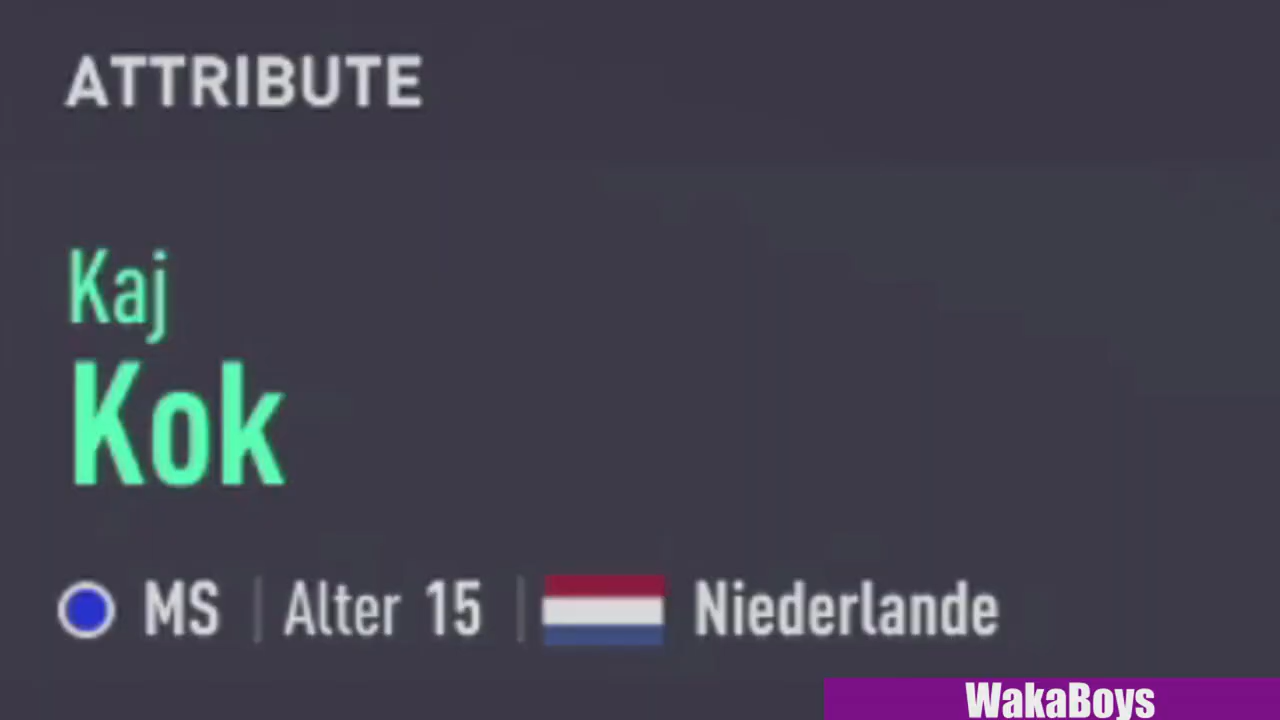 ATTRIBUTE
Kaj
Kok
MS | Alter 15 | Niederlande
WakaBoys